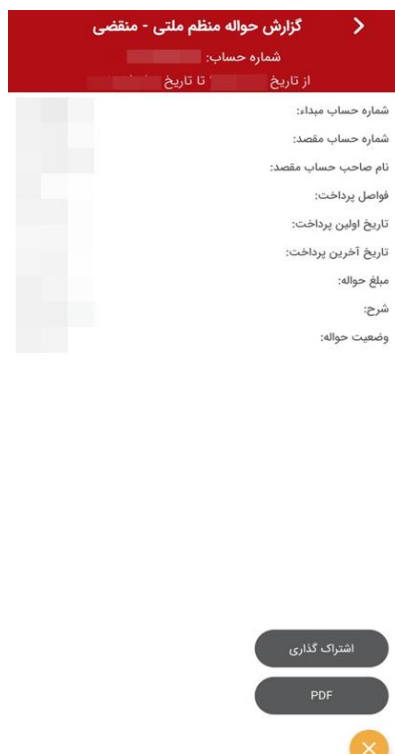 گزارش حواله منظم ملتی - منقضی
شماره حساب:
از تاریخ تا تاریخ
شماره حساب مبداء:
شماره حساب مقصد:
نام صاحب حساب مقصد:
فواصل پرداخت:
تاریخ اولین پرداخت:
تاریخ آخرین پرداخت:
مبلغ حواله:
شرح:
وضعیت حواله:
اشتراک گذاری
PDF